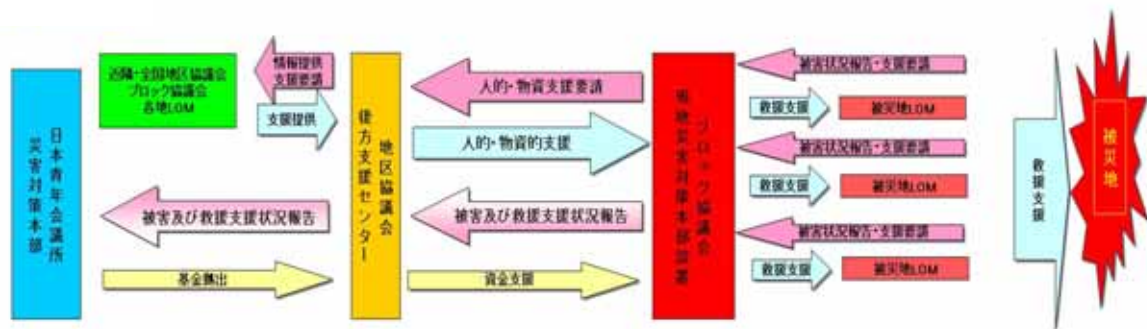 日本青年会議所
災害対策本部
近隣・全国地区協議会
ブロック協議会
各地LOM
情報提供
支援要請
支援提供
被害及び救援支援状況報告
基金拠出
地区協議会
後方支援センター
人的・物資支援要請
人的・物資的支援
被害及び救援支援状況報告
資金支援
ブロック協議会
現地災害対策本部設置
被害状況報告・支援要請
救援支援
被災地LOM
被害状況報告・支援要請
救援支援
被災地LOM
被害状況報告・支援要請
救援支援
被災地LOM
救援支援
被災地